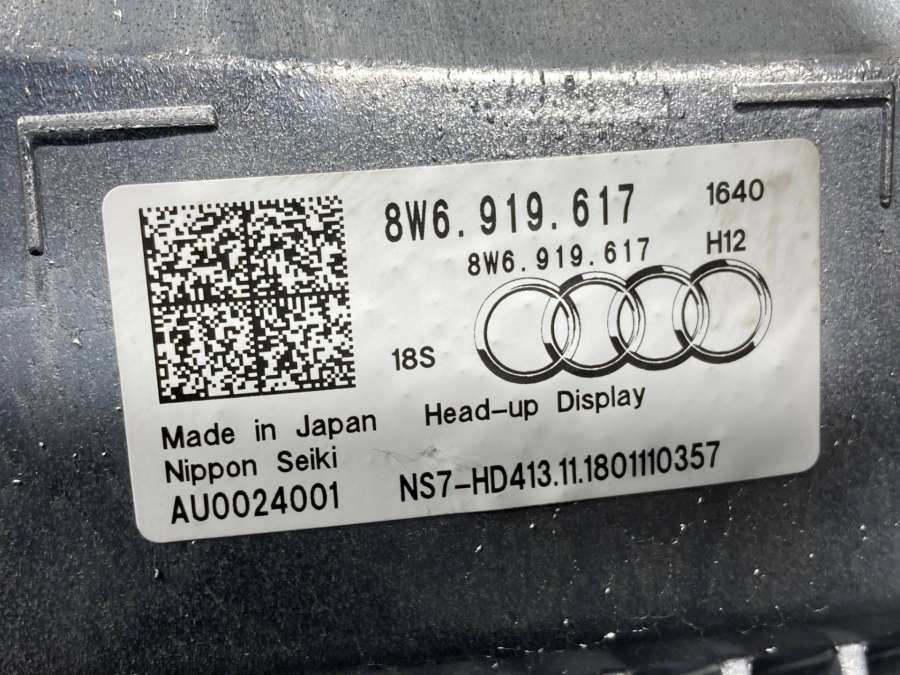 8W6.919.617
1640
8W6.919.617
H12
18S
Head-up Display
Made in Japan
Nippon Seiki
AU0024001
NS7-HD413.11.1801110357